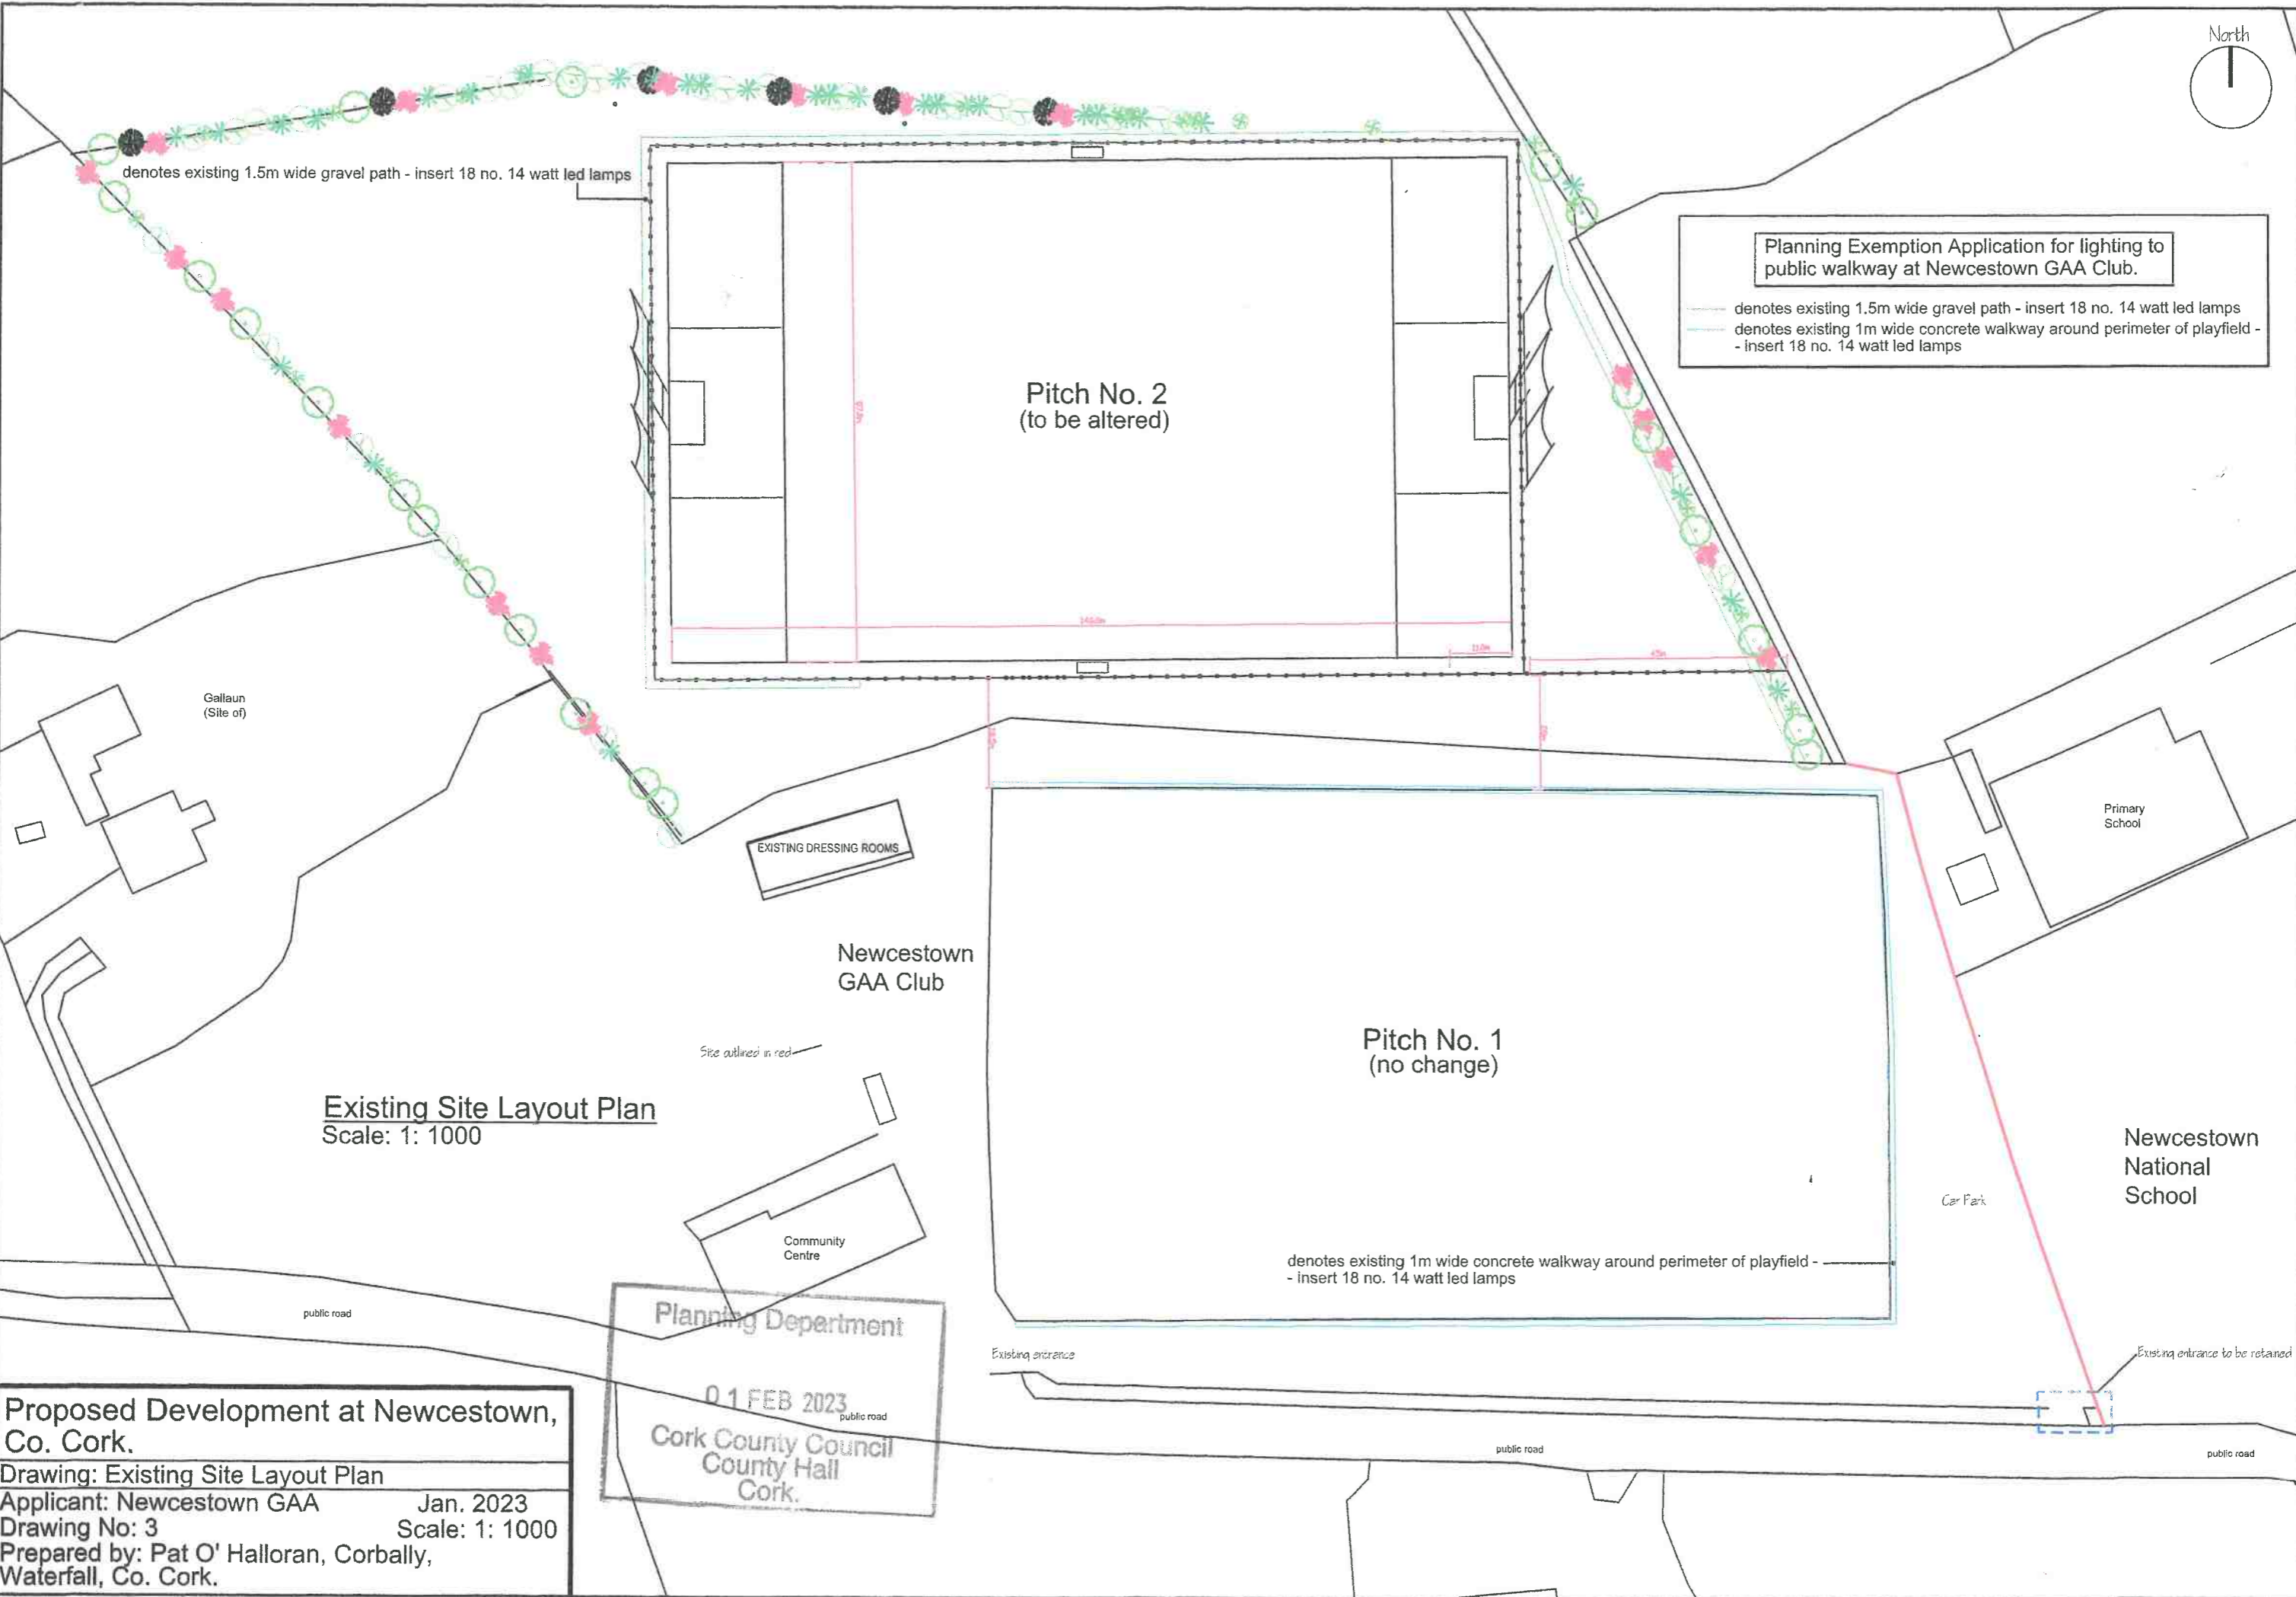 North
denotes existing 1.5m wide gravel path - insert 18 no. 14 watt led lamps
Planning Exemption Application for lighting to
public walkway at Newcestown GAA Club.
denotes existing 1.5m wide gravel path - insert 18 no. 14 watt led lamps
denotes existing 1m wide concrete walkway around perimeter of playfield -
- insert 18 no. 14 watt led lamps
Pitch No. 2
(to be altered)
Gallaun
(Site of)
Primary
School
EXISTING DRESSING ROOMS
Newcestown
GAA Club
Pitch No. 1
(no change)
Site outlined in red
Existing Site Layout Plan
Scale: 1: 1000
Newcestown
National
School
Car Park
Community
Centre
denotes existing 1m wide concrete walkway around perimeter of playfield -
- insert 18 no. 14 watt led lamps
public road
Planning Department
01 FEB 2023
Cork County Council
County Hall
Cork.
Existing entrance
Existing entrance to be retained
public road
public road
public road
Proposed Development at Newcestown,
Co. Cork.
Drawing: Existing Site Layout Plan
Applicant: Newcestown GAA Jan. 2023
Drawing No: 3 Scale: 1: 1000
Prepared by: Pat O' Halloran, Corbally,
Waterfall, Co. Cork.